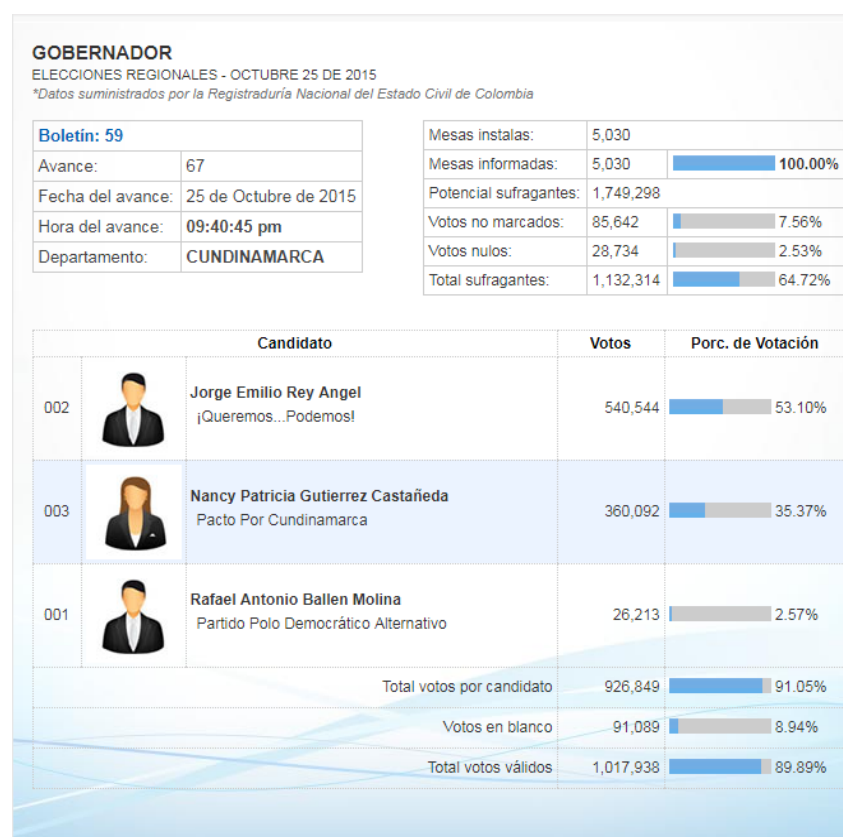 GOBERNADOR
ELECCIONES REGIONALES - OCTUBRE 25 DE 2015
*Datos suministrados por la Registraduría Nacional del Estado Civil de Colombia
Boletín: 59
Avance: 67
Fecha del avance: 25 de Octubre de 2015
Hora del avance: 09:40:45 pm
Departamento: CUNDINAMARCA
Mesas instalas: 5,030
Mesas informadas: 5,030 100.00%
Potencial sufragantes: 1,749,298
Votos no marcados: 85,642 7.56%
Votos nulos: 28,734 2.53%
Total sufragantes: 1,132,314 64.72%
Candidato Votos Porc. de Votación
002 Jorge Emilio Rey Angel 540,544 53.10%
¡Queremos...Podemos!
003 Nancy Patricia Gutierrez Castañeda 360,092 35.37%
Pacto Por Cundinamarca
001 Rafael Antonio Ballen Molina 26,213 2.57%
Partido Polo Democrático Alternativo
Total votos por candidato 926,849 91.05%
Votos en blanco 91,089 8.94%
Total votos válidos 1,017,938 89.89%